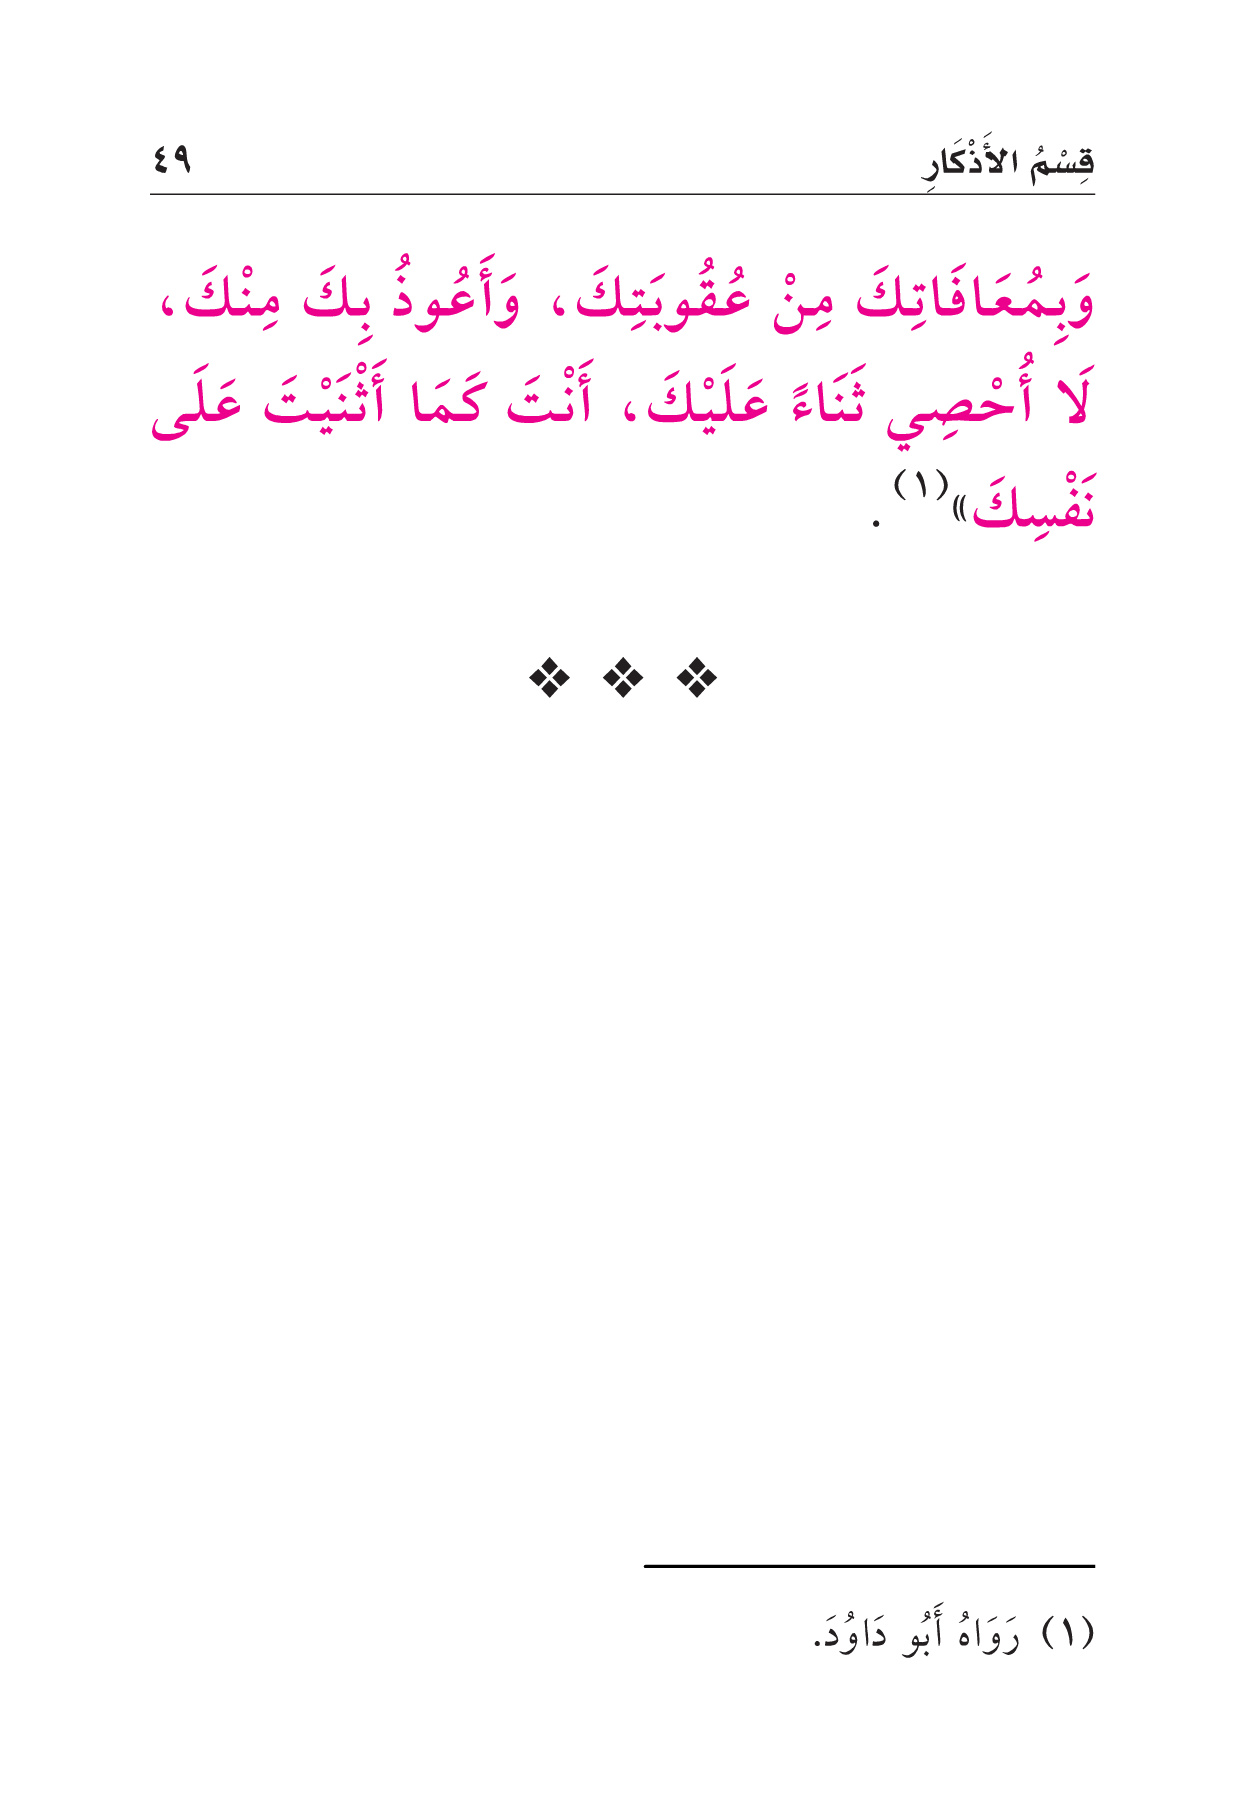 قِسْمُ الأَذْكَارِ ٤٩
وَبِمُعَافَاتِكَ مِنْ عُقُوبَتِكَ، وَأَعُوذُ بِكَ مِنْكَ،
لَا أُحْصِي ثَنَاءً عَلَيْكَ، أَنْتَ كَمَا أَثْنَيْتَ عَلَى
نَفْسِكَ»(١).
(١) رَوَاهُ أَبُو دَاوُدَ.